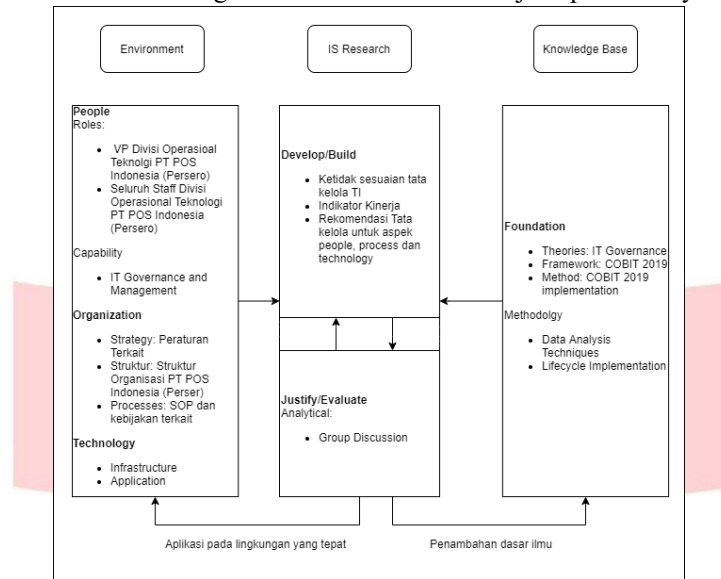 Environment
IS Research
Knowledge Base
People
Roles:
• VP Divisi Operasioal
Teknolgi PT POS
Indonesia (Persero)
• Seluruh Staff Divisi
Operasional Teknologi
PT POS Indonesia
(Persero)
Capability
• IT Governance and
Management
Organization
• Strategy: Peraturan
Terkait
• Struktur: Struktur
Organisasi PT POS
Indonesia (Perser)
• Processes: SOP dan
kebijakan terkait
Technology
• Infrastructure
• Application
Develop/Build
• Ketidak sesuaian tata
kelola TI
• Indikator Kinerja
• Rekomendasi Tata
kelola untuk aspek
people, process dan
technology
Justify/Evaluate
Analytical:
• Group Discussion
Foundation
• Theories: IT Governance
• Framework: COBIT 2019
• Method: COBIT 2019
implementation
Methodolgy
• Data Analysis
Techniques
• Lifecycle Implementation
Aplikasi pada lingkungan yang tepat
Penambahan dasar ilmu